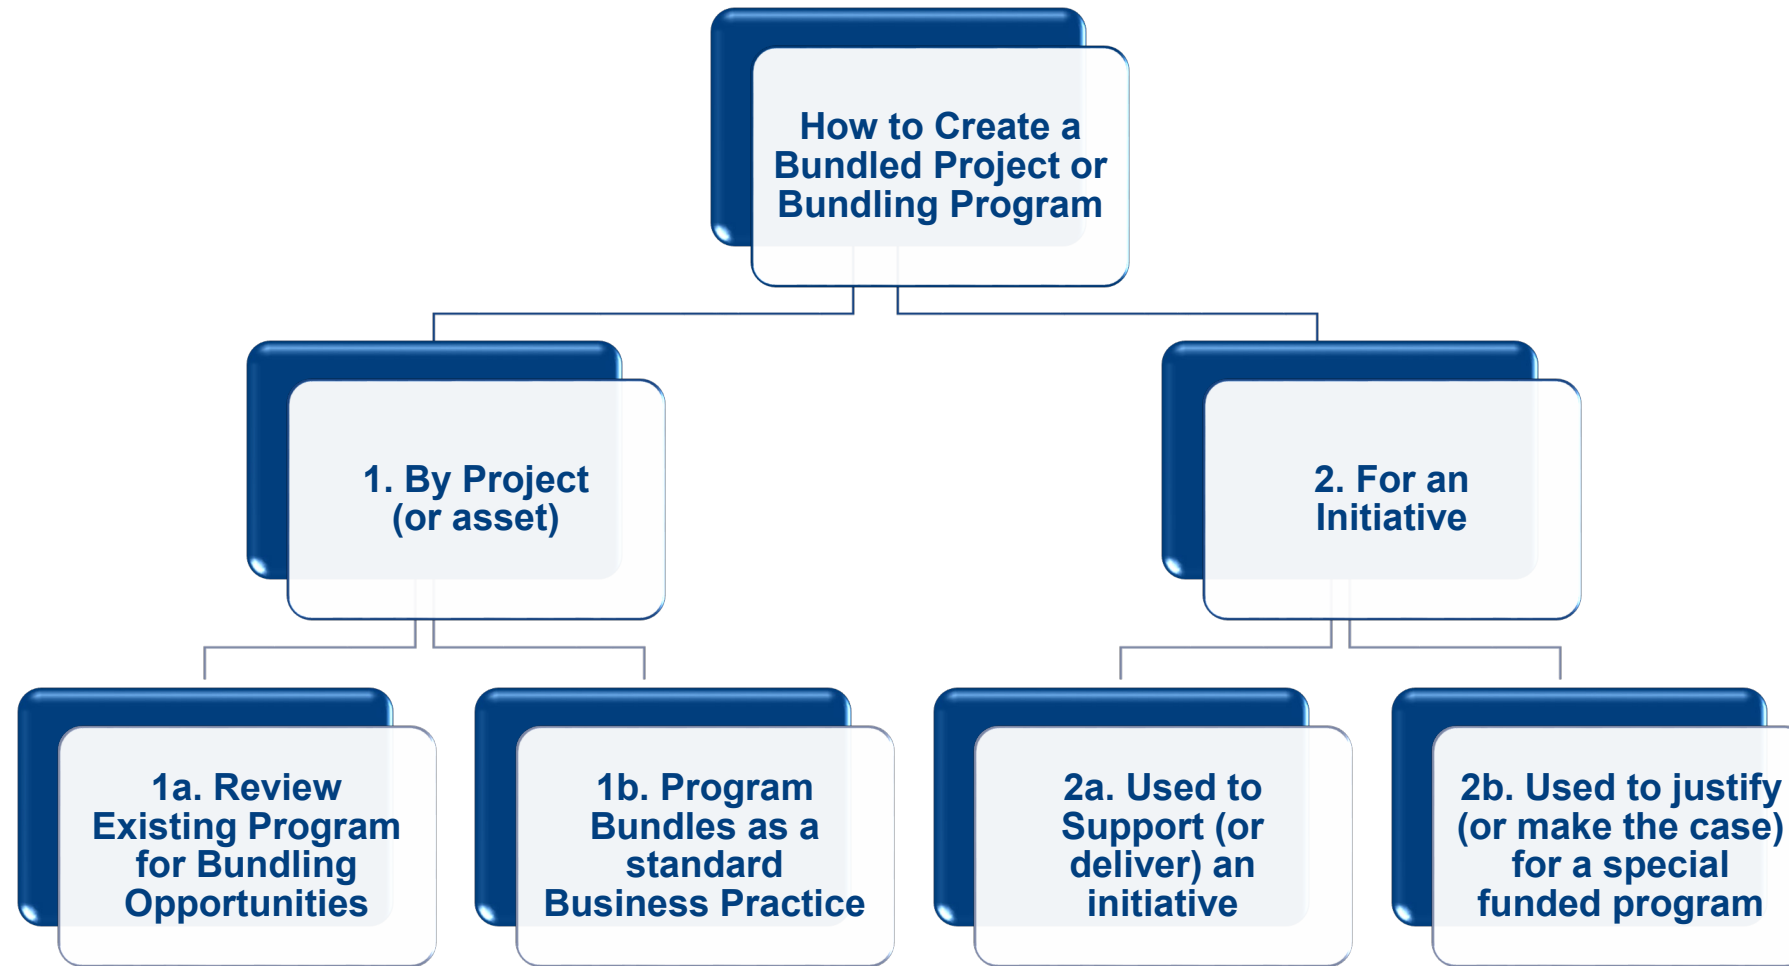 How to Create a
Bundled Project or
Bundling Program
1. By Project
(or asset)
2. For an
Initiative
1a. Review
Existing Program
for Bundling
Opportunities
1b. Program
Bundles as a
standard
Business Practice
2a. Used to
Support (or
deliver) an
initiative
2b. Used to justify
(or make the case)
for a special
funded program